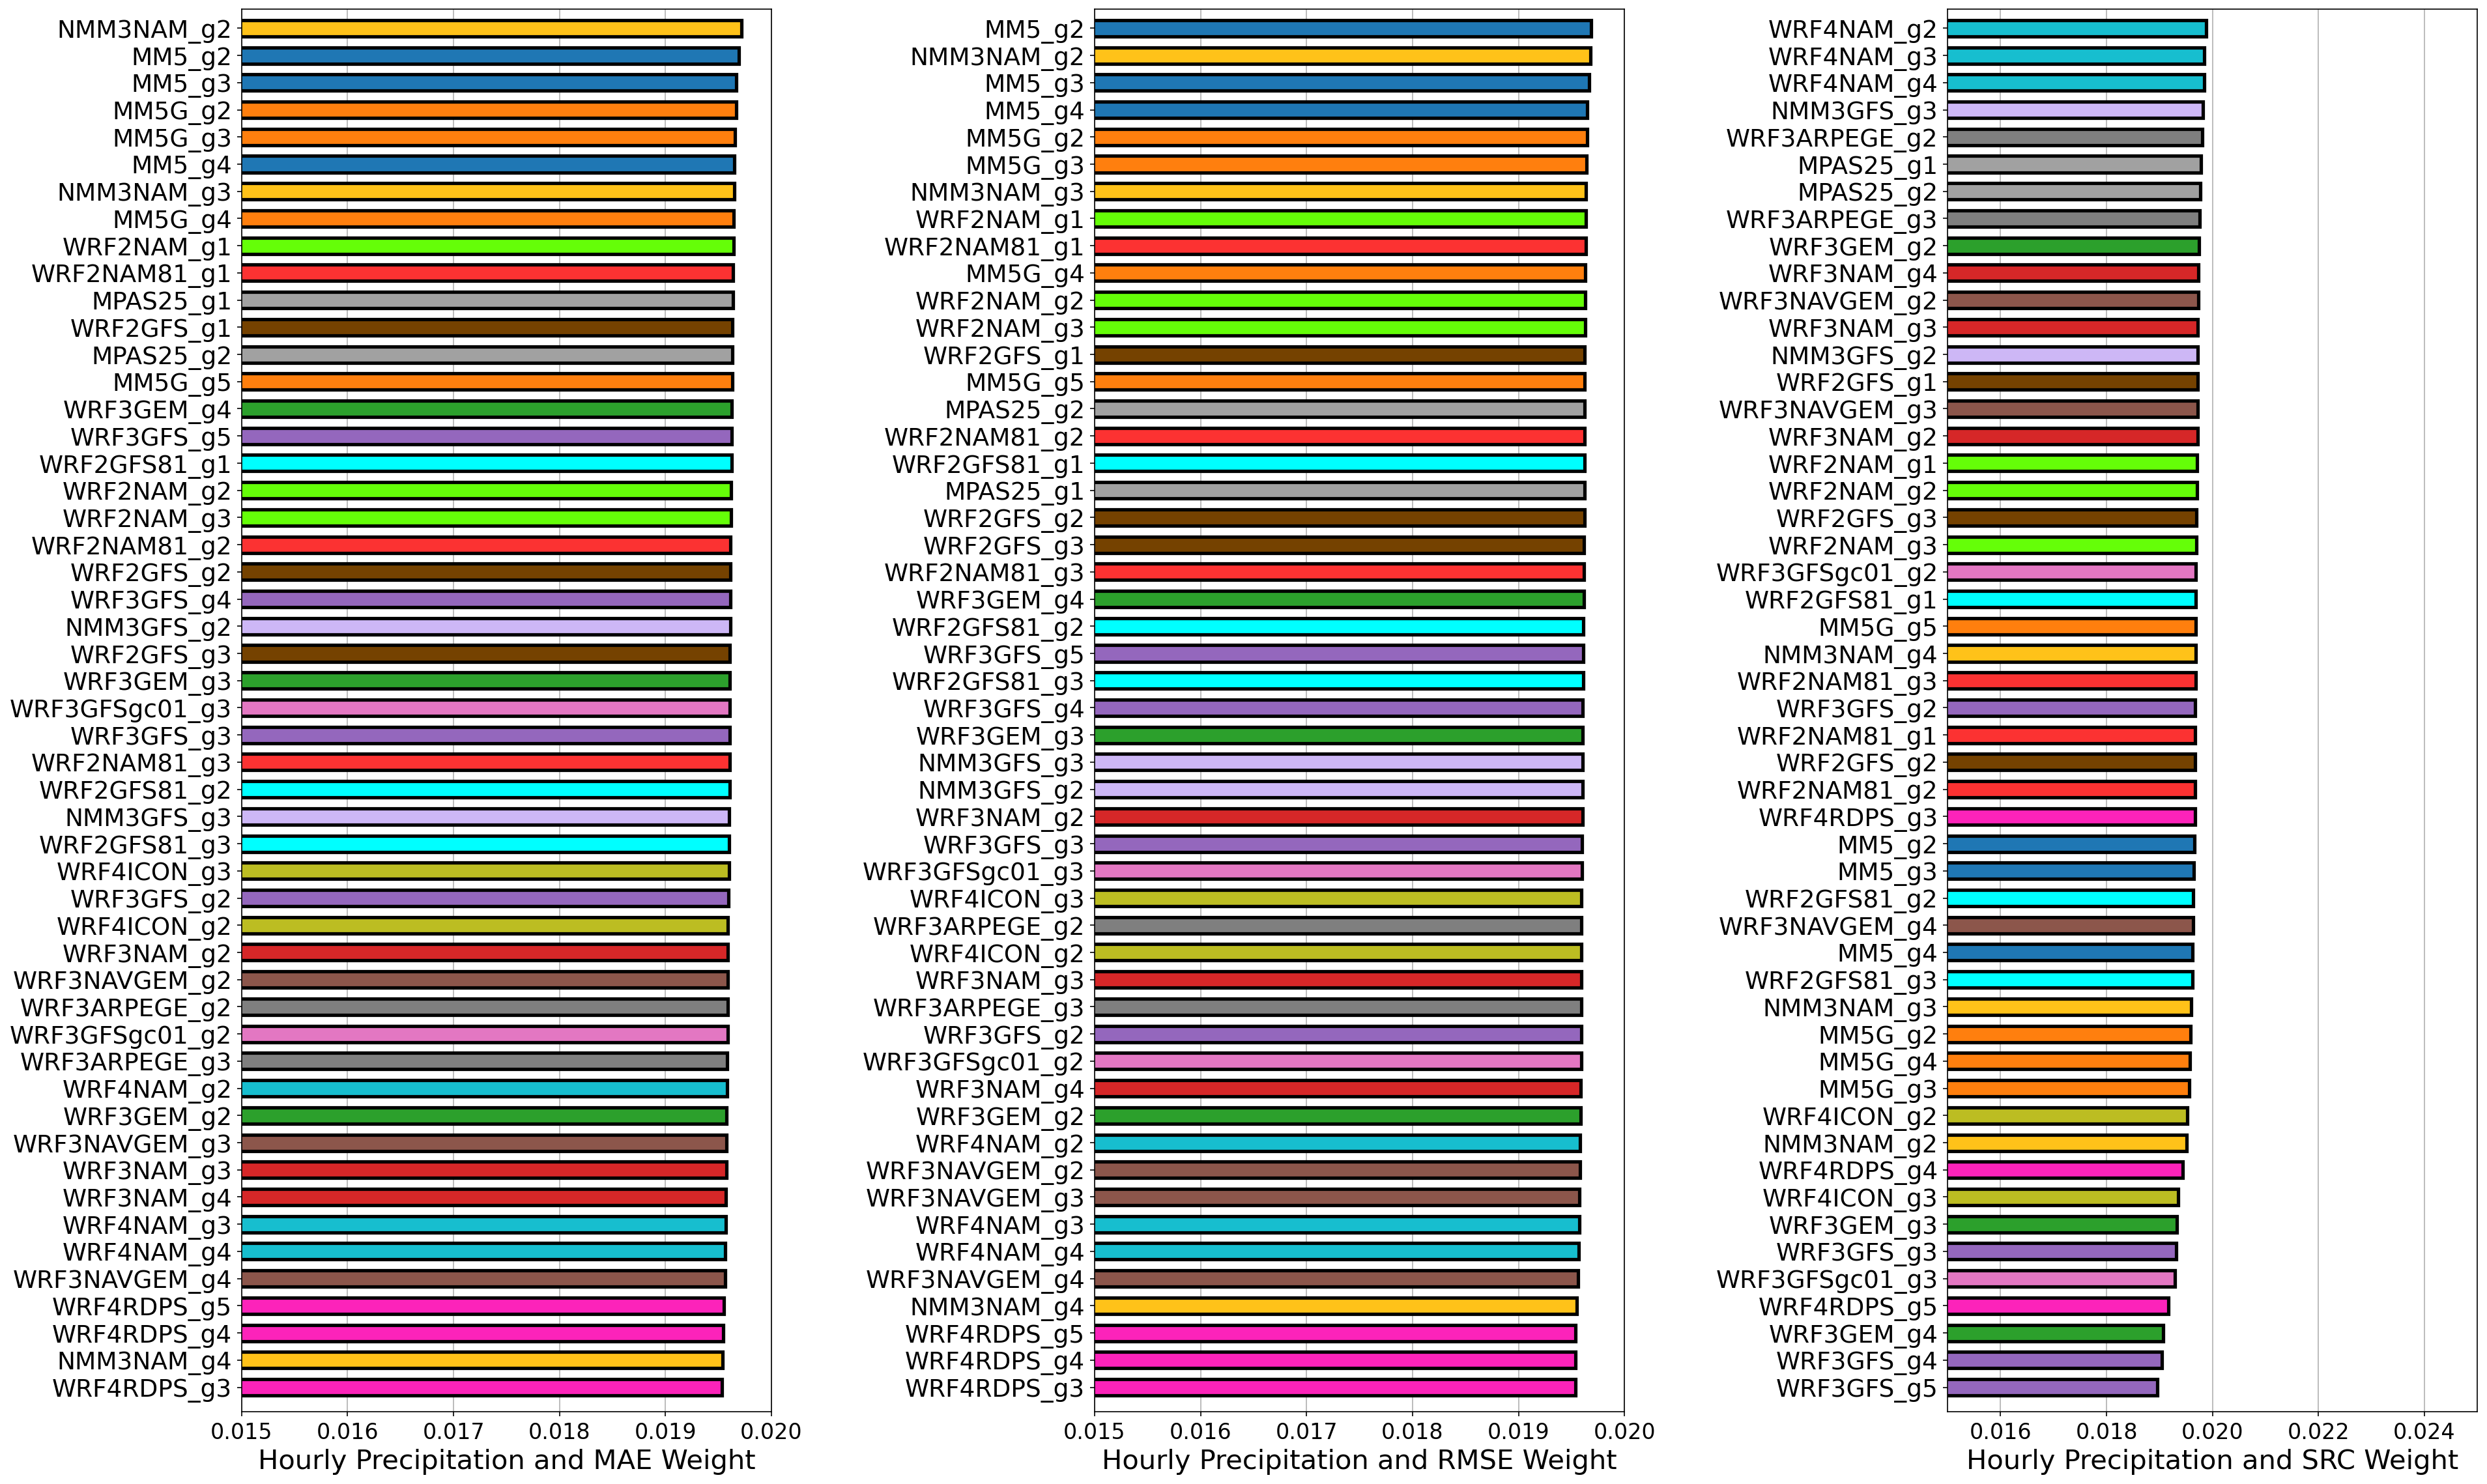 NMM3NAM_g2
MM5_g2
MM5_g3
MM5G_g2
MM5G_g3
MM5_g4
NMM3NAM_g3
MM5G_g4
WRF2NAM_g1
WRF2NAM81_g1
MPAS25_g1
WRF2GFS_g1
MPAS25_g2
MM5G_g5
WRF3GEM_g4
WRF3GFS_g5
WRF2GFS81_g1
WRF2NAM_g2
WRF2NAM_g3
WRF2NAM81_g2
WRF2GFS_g2
WRF3GFS_g4
NMM3GFS_g2
WRF2GFS_g3
WRF3GEM_g3
WRF3GFSgc01_g3
WRF3GFS_g3
WRF2NAM81_g3
WRF2GFS81_g2
NMM3GFS_g3
WRF2GFS81_g3
WRF4ICON_g3
WRF3GFS_g2
WRF4ICON_g2
WRF3NAM_g2
WRF3NAVGEM_g2
WRF3ARPEGE_g2
WRF3GFSgc01_g2
WRF3ARPEGE_g3
WRF4NAM_g2
WRF3GEM_g2
WRF3NAVGEM_g3
WRF3NAM_g3
WRF3NAM_g4
WRF4NAM_g3
WRF4NAM_g4
WRF3NAVGEM_g4
WRF4RDPS_g5
WRF4RDPS_g4
NMM3NAM_g4
WRF4RDPS_g3
0.015 0.016 0.017 0.018 0.019 0.020
Hourly Precipitation and MAE Weight
MM5_g2
NMM3NAM_g2
MM5_g3
MM5_g4
MM5G_g2
MM5G_g3
NMM3NAM_g3
WRF2NAM_g1
WRF2NAM81_g1
MM5G_g4
WRF2NAM_g2
WRF2NAM_g3
WRF2GFS_g1
MM5G_g5
MPAS25_g2
WRF2NAM81_g2
WRF2GFS81_g1
MPAS25_g1
WRF2GFS_g2
WRF2GFS_g3
WRF2NAM81_g3
WRF3GEM_g4
WRF2GFS81_g2
WRF3GFS_g5
WRF2GFS81_g3
WRF3GFS_g4
WRF3GEM_g3
NMM3GFS_g3
NMM3GFS_g2
WRF3NAM_g2
WRF3GFS_g3
WRF3GFSgc01_g3
WRF4ICON_g3
WRF3ARPEGE_g2
WRF4ICON_g2
WRF3NAM_g3
WRF3ARPEGE_g3
WRF3GFS_g2
WRF3GFSgc01_g2
WRF3NAM_g4
WRF3GEM_g2
WRF4NAM_g2
WRF3NAVGEM_g2
WRF3NAVGEM_g3
WRF4NAM_g3
WRF4NAM_g4
WRF3NAVGEM_g4
NMM3NAM_g4
WRF4RDPS_g5
WRF4RDPS_g4
WRF4RDPS_g3
0.015 0.016 0.017 0.018 0.019 0.020
Hourly Precipitation and RMSE Weight
WRF4NAM_g2
WRF4NAM_g3
WRF4NAM_g4
NMM3GFS_g3
WRF3ARPEGE_g2
MPAS25_g1
MPAS25_g2
WRF3ARPEGE_g3
WRF3GEM_g2
WRF3NAM_g4
WRF3NAVGEM_g2
WRF3NAM_g3
NMM3GFS_g2
WRF2GFS_g1
WRF3NAVGEM_g3
WRF3NAM_g2
WRF2NAM_g1
WRF2NAM_g2
WRF2GFS_g3
WRF2NAM_g3
WRF3GFSgc01_g2
WRF2GFS81_g1
MM5G_g5
NMM3NAM_g4
WRF2NAM81_g3
WRF3GFS_g2
WRF2NAM81_g1
WRF2GFS_g2
WRF2NAM81_g2
WRF4RDPS_g3
MM5_g2
MM5_g3
WRF2GFS81_g2
WRF3NAVGEM_g4
MM5_g4
WRF2GFS81_g3
NMM3NAM_g3
MM5G_g2
MM5G_g4
MM5G_g3
WRF4ICON_g2
NMM3NAM_g2
WRF4RDPS_g4
WRF4ICON_g3
WRF3GEM_g3
WRF3GFS_g3
WRF3GFSgc01_g3
WRF4RDPS_g5
WRF3GEM_g4
WRF3GFS_g4
WRF3GFS_g5
0.016 0.018 0.020 0.022 0.024
Hourly Precipitation and SRC Weight